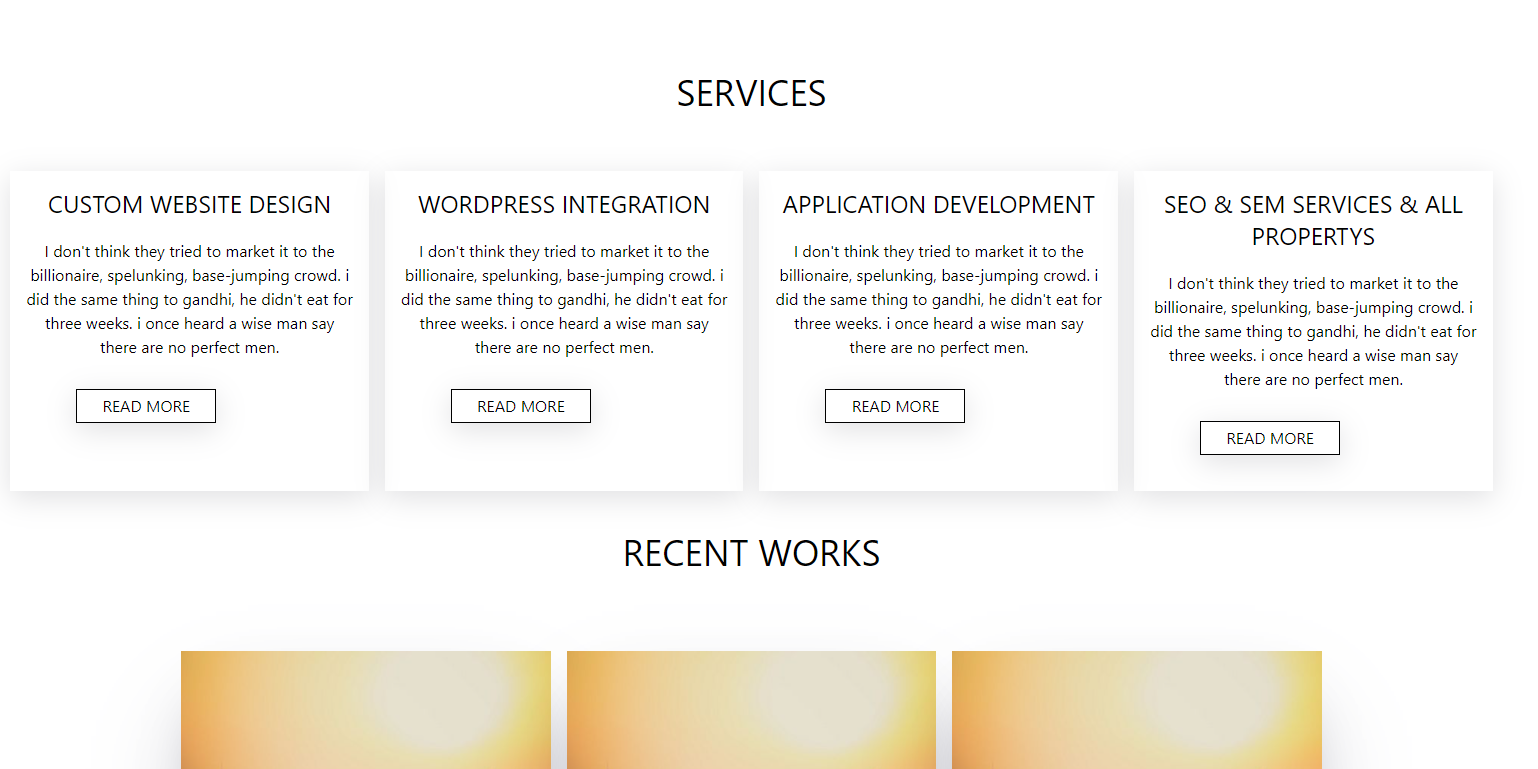 SERVICES
CUSTOM WEBSITE DESIGN
I don't think they tried to market it to the
billionaire, spelunking, base-jumping crowd. i
did the same thing to gandhi, he didn't eat for
three weeks. i once heard a wise man say
there are no perfect men.
READ MORE
WORDPRESS INTEGRATION
I don't think they tried to market it to the
billionaire, spelunking, base-jumping crowd. i
did the same thing to gandhi, he didn't eat for
three weeks. i once heard a wise man say
there are no perfect men.
READ MORE
APPLICATION DEVELOPMENT
I don't think they tried to market it to the
billionaire, spelunking, base-jumping crowd. i
did the same thing to gandhi, he didn't eat for
three weeks. i once heard a wise man say
there are no perfect men.
READ MORE
SEO & SEM SERVICES & ALL
PROPERTYS
I don't think they tried to market it to the
billionaire, spelunking, base-jumping crowd. i
did the same thing to gandhi, he didn't eat for
three weeks. i once heard a wise man say
there are no perfect men.
READ MORE
RECENT WORKS